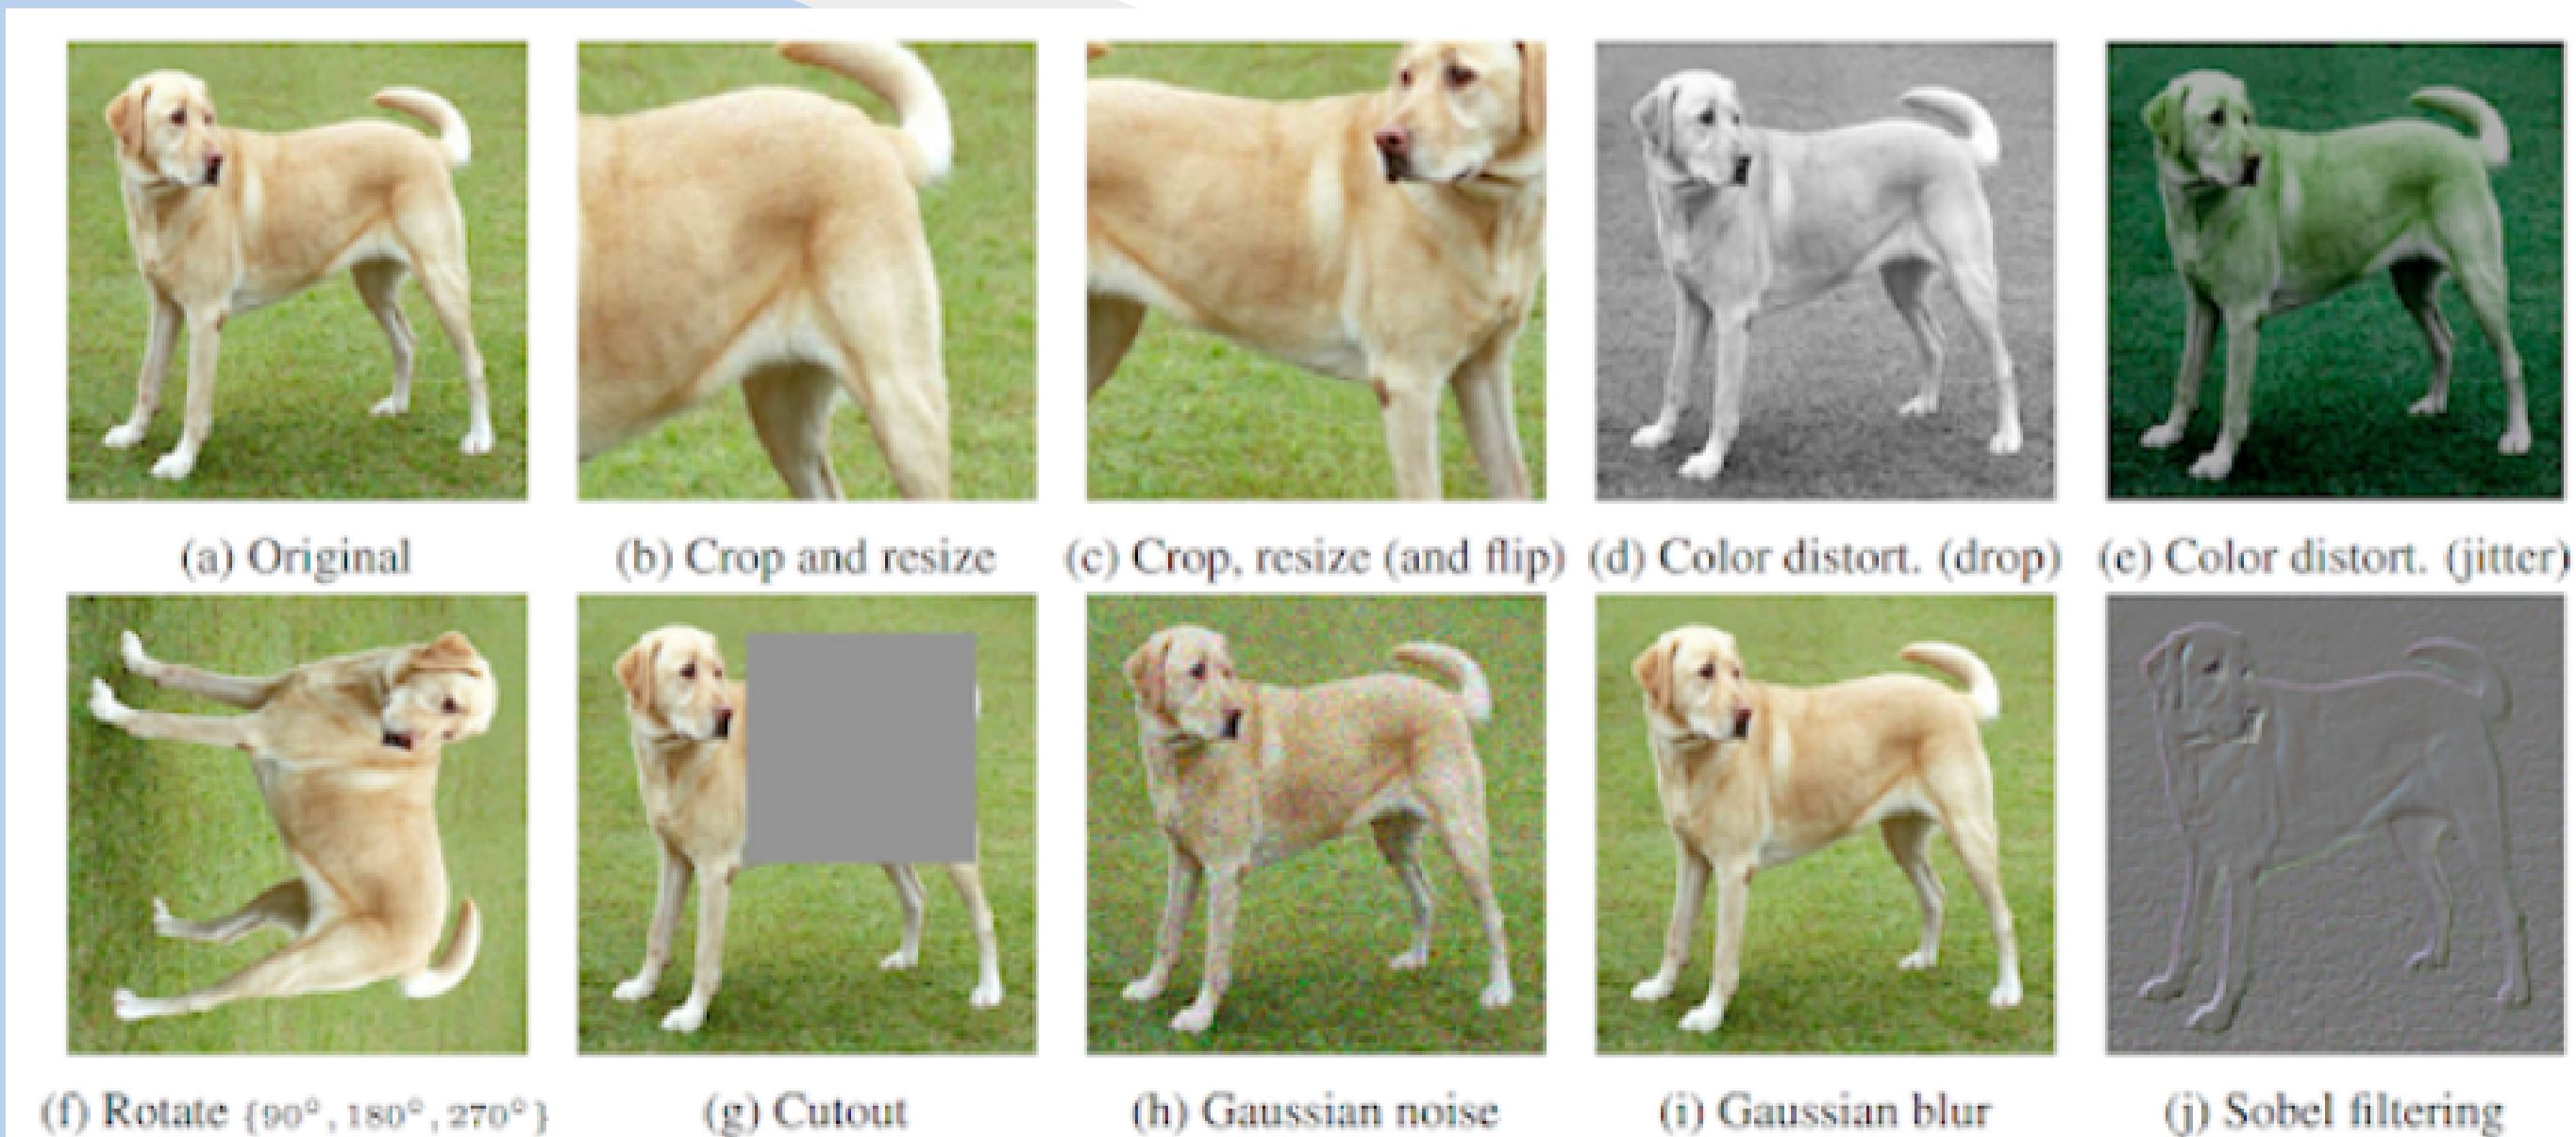 (a) Original
(b) Crop and resize
(c) Crop, resize (and flip)
(d) Color distort. (drop)
(e) Color distort. (jitter)
(f) Rotate {90°, 180°, 270°}
(g) Cutout
(h) Gaussian noise
(i) Gaussian blur
(j) Sobel filtering